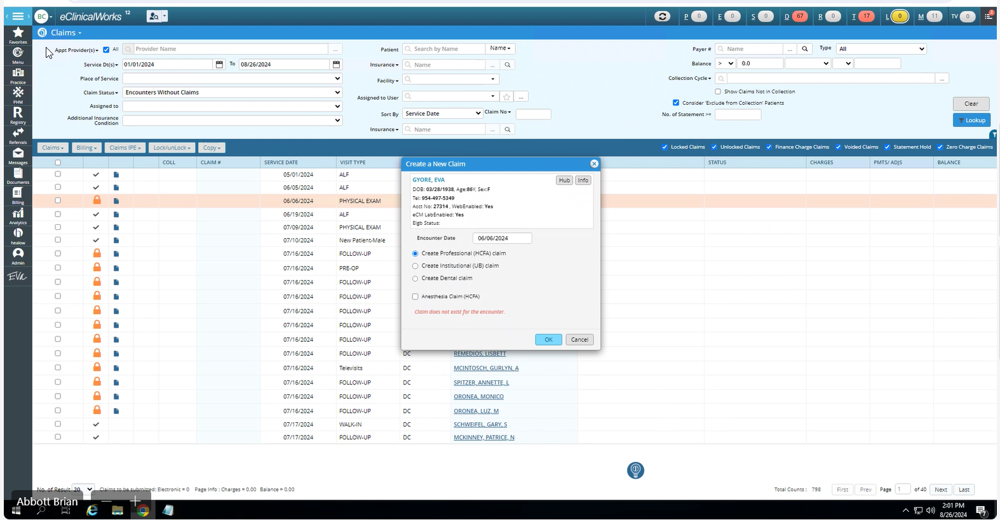 BC eClinicalWorks 12 P 0 E 0 S 0 D 67 R 0 T 17 L 0 M 11 TV 0 2
Favorites
Menu
Practice
PHM
Registry
Referrals
Messages
Documents
Billing
Analytics
healow
Admin
EVA
Claims
Appt Provider(s) All Provider Name ...
Service Dt(s) 01/01/2024 To 08/26/2024
Place of Service
Claim Status Encounters Without Claims
Assigned to
Additional Insurance
Condition
Patient Search by Name Name
Insurance Name ...
Facility
Assigned to User ...
Sort By Service Date Claim No
Insurance Name ...
Payer # Name ... Type All
Balance > 0.0
Collection Cycle ...
Show Claims Not in Collection
Consider 'Exclude from Collection' Patients
No. of Statement >=
Clear
Lookup
Claims Billing Claims IPE Lock/unLock Copy Locked Claims Unlocked Claims Finance Charge Claims Voided Claims Statement Hold Zero Charge Claims
COLL CLAIM # SERVICE DATE VISIT TYPE STATUS CHARGES PMTS/ ADJS BALANCE
05/01/2024 ALF
06/05/2024 ALF
06/06/2024 PHYSICAL EXAM
06/19/2024 ALF
07/09/2024 PHYSICAL EXAM
07/10/2024 New Patient-Male
07/16/2024 FOLLOW-UP
07/16/2024 PRE-OP
07/16/2024 FOLLOW-UP
07/16/2024 FOLLOW-UP
07/16/2024 FOLLOW-UP
07/16/2024 FOLLOW-UP
07/16/2024 FOLLOW-UP
07/16/2024 FOLLOW-UP DC REMEDIOS, LISBETT
07/16/2024 Televisits DC MCINTOSCH, GURLYN, A
07/16/2024 FOLLOW-UP DC SPITZER, ANNETTE, L
07/16/2024 FOLLOW-UP DC ORONEA, MONICO
07/16/2024 FOLLOW-UP DC ORONEA, LUZ, M
07/17/2024 WALK-IN DC SCHWEIFEL, GARY, S
07/17/2024 FOLLOW-UP DC MCKINNEY, PATRICE, N
Create a New Claim
GYORE, EVA Hub Info
DOB: 03/28/1938, Age:86Y, Sex:F
Tel: 954-497-5349
Acct No: 27314 , WebEnabled: Yes
eCM LabEnabled: Yes
Elgb Status:
Encounter Date 06/06/2024
Create Professional (HCFA) claim
Create Institutional (UB) claim
Create Dental claim
Anesthesia Claim (HCFA)
Claim does not exist for the encounter.
OK Cancel
No. of Result 20 Claims to be submitted: Electronic = 0 Page Info : Charges = 0.00 Balance = 0.00 Total Counts : 798 First Prev Page 1 of 40 Next Last
Abbott Brian
2:01 PM
8/26/2024
7